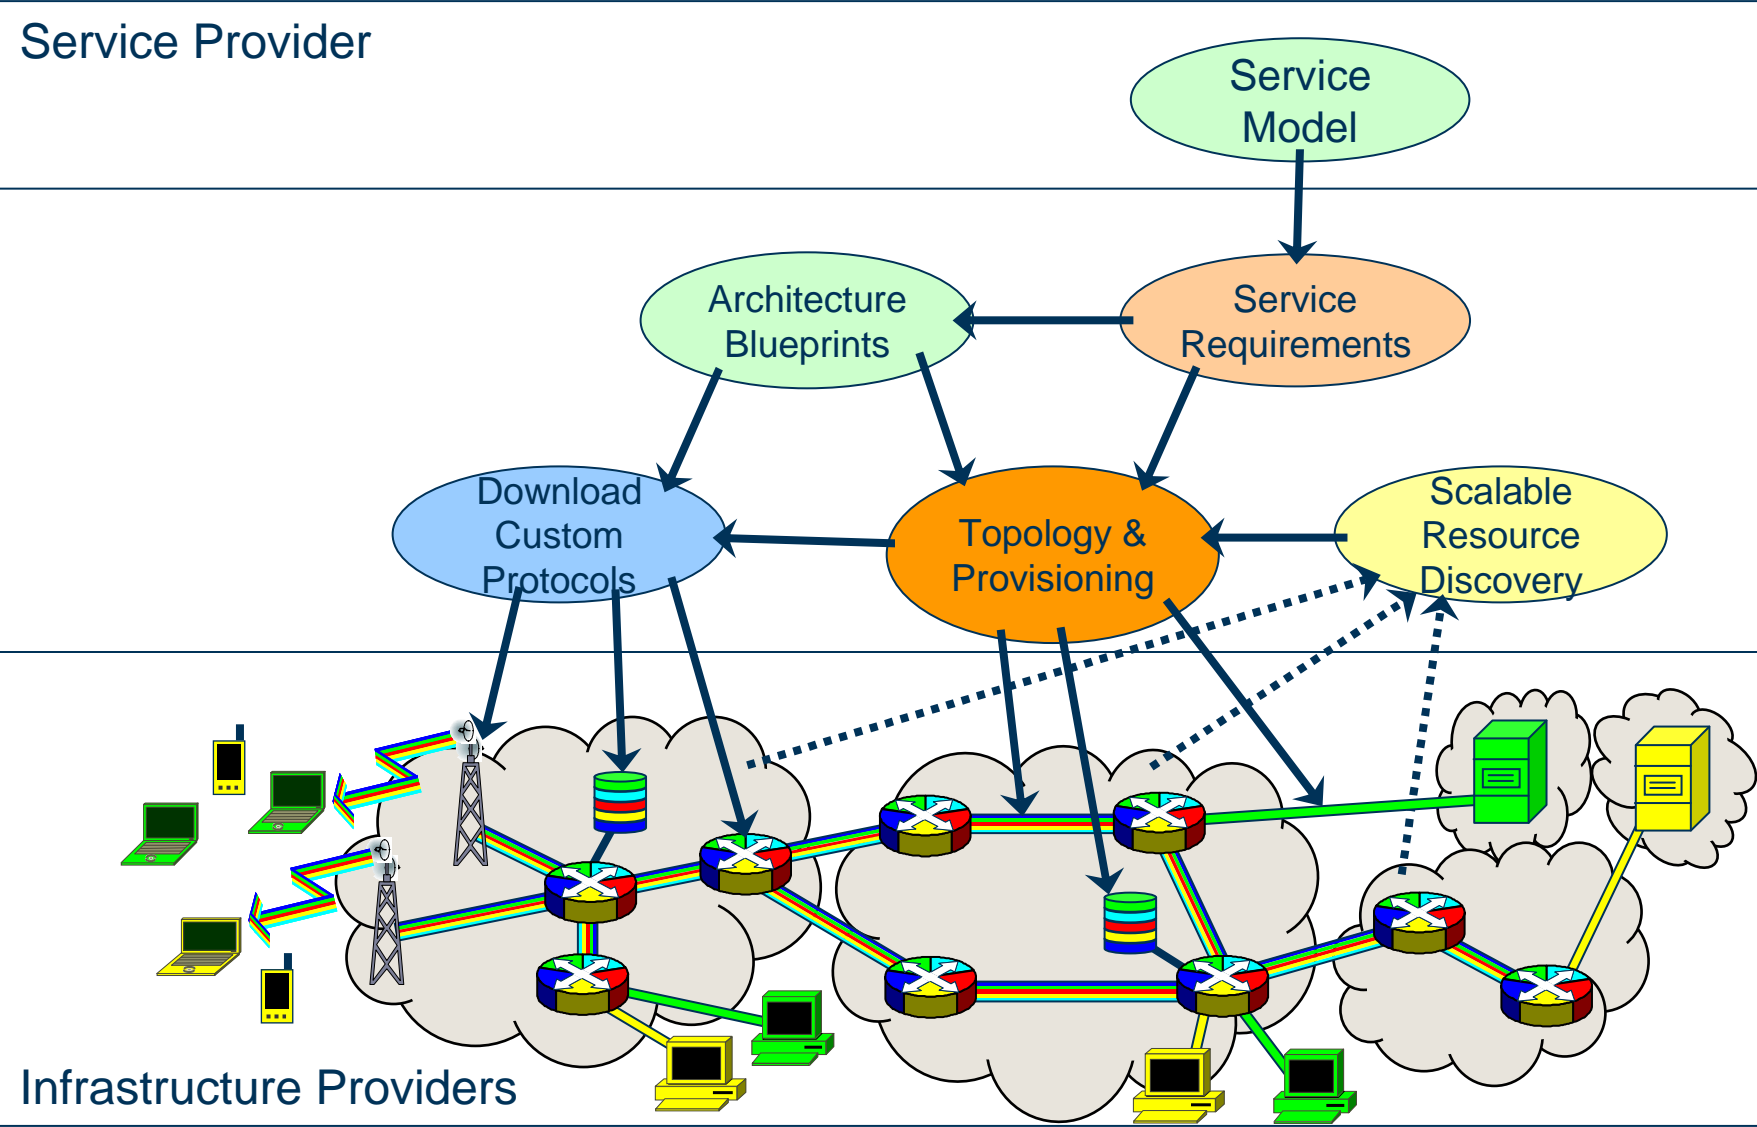 Service Provider
Service
Model
Architecture
Blueprints
Service
Requirements
Download
Custom
Protocols
Topology &
Provisioning
Scalable
Resource
Discovery
Infrastructure Providers